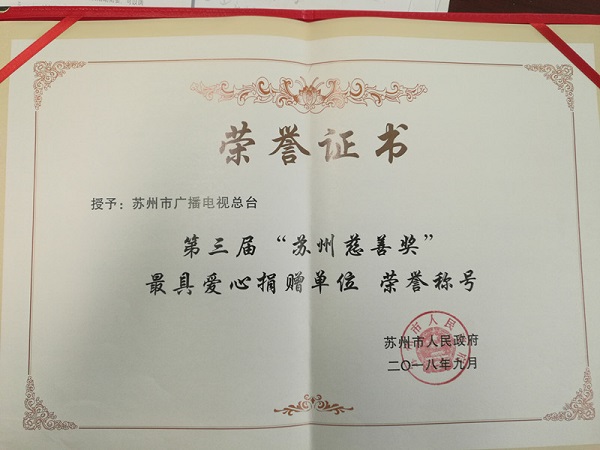 荣誉证书
授予：苏州市广播电视总台
第三届“苏州慈善奖”
最具爱心捐赠单位 荣誉称号
苏州市人民政府
二〇一八年九月